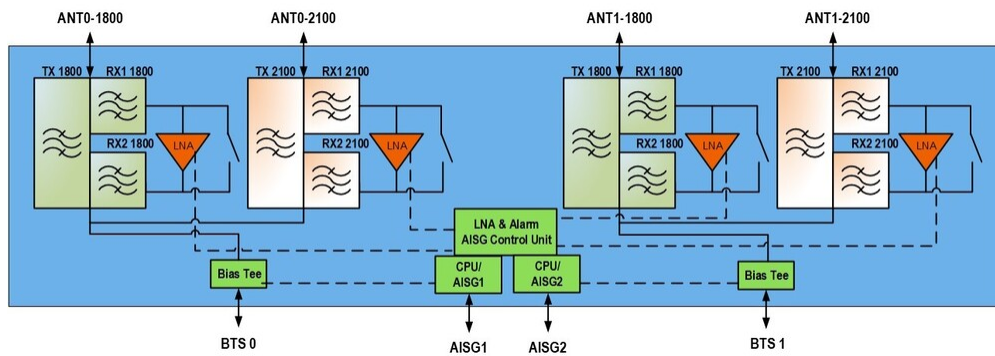 ANT0-1800
ANT0-2100
ANT1-1800
ANT1-2100
TX 1800
RX1 1800
TX 2100
RX1 2100
TX 1800
RX1 1800
TX 2100
RX1 2100
LNA
LNA
LNA
LNA
RX2 1800
RX2 2100
RX2 1800
RX2 2100
LNA & Alarm
AISG Control Unit
Bias Tee
CPU/
AISG1
CPU/
AISG2
Bias Tee
BTS 0
AISG1
AISG2
BTS 1